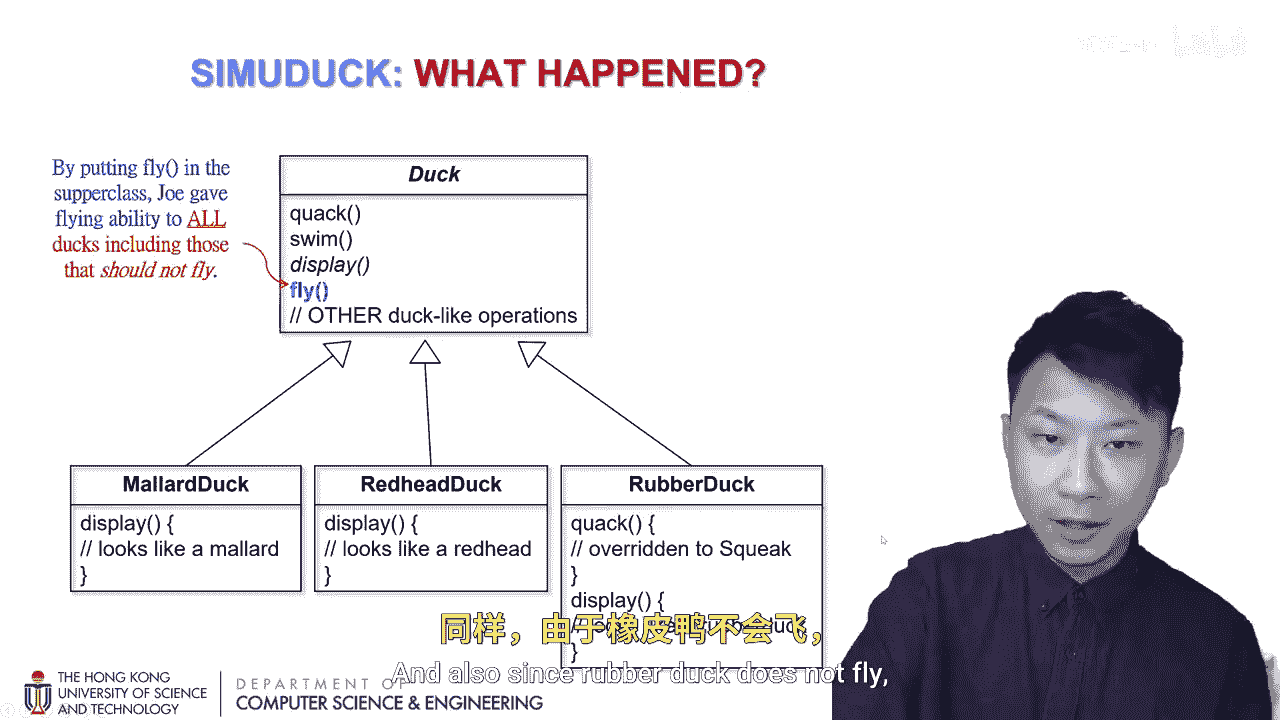 SIMUDUCK: WHAT HAPPENED?
By putting fly() in the
supperclass, Joe gave
flying ability to ALL
ducks including those
that should not fly.
Duck
quack()
swim()
display()
fly()
// OTHER duck-like operations
MallardDuck
display() {
// looks like a mallard
}
RedheadDuck
display() {
// looks like a redhead
}
RubberDuck
quack() {
// overridden to Squeak
}
display() {
}
同样，由于橡皮鸭不会飞，
And also since rubber duck does not fly,
THE HONG KONG
UNIVERSITY OF SCIENCE
AND TECHNOLOGY
DEPARTMENT OF
COMPUTER SCIENCE & ENGINEERING